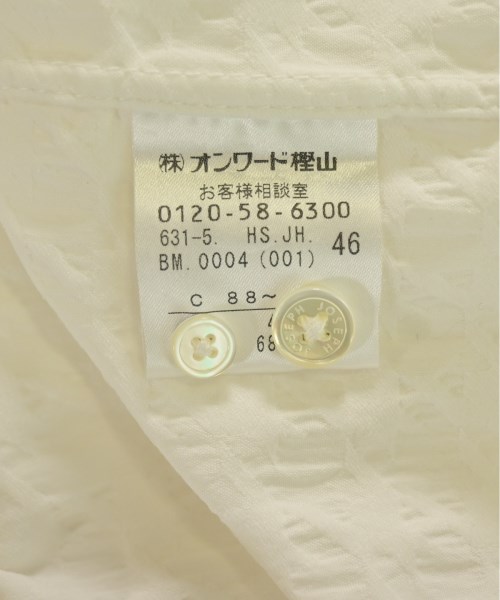 (株)オンワード樫山
お客様相談室
0120-58-6300
631-5. HS.JH. 46
BM.0004(001)
C 88~
4
68
JOSEPH JOSEPH